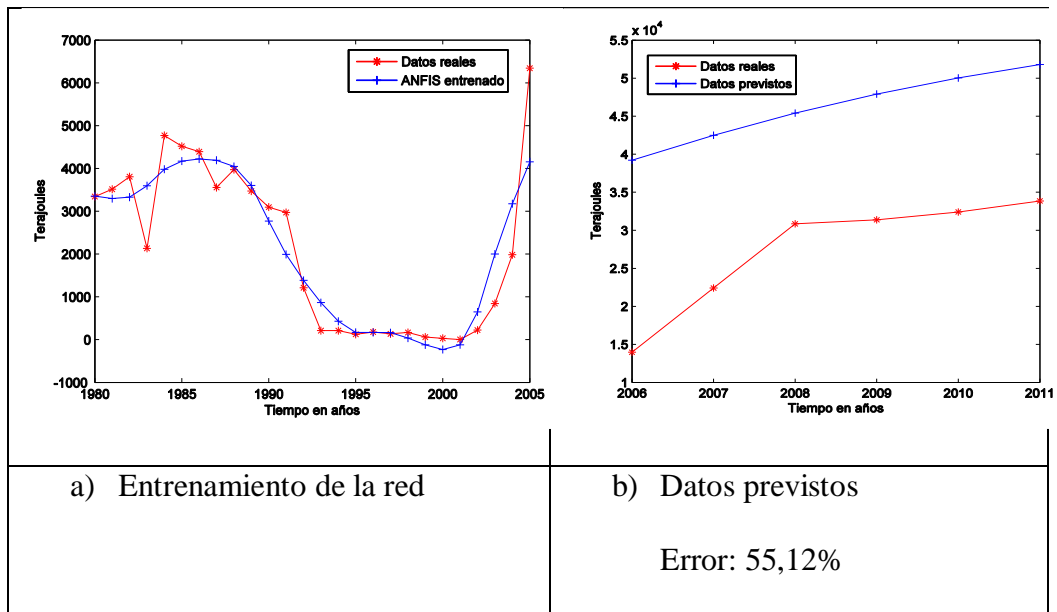 7000
6000
5000
4000
3000
2000
1000
0
-1000
Terajoules
Datos reales
ANFIS entrenado
1980 1985 1990 1995 2000 2005
Tiempo en años
x 10^4
5.5
5
4.5
4
3.5
3
2.5
2
1.5
1
Terajoules
Datos reales
Datos previstos
2006 2007 2008 2009 2010 2011
Tiempo en años
a) Entrenamiento de la red
b) Datos previstos
Error: 55,12%